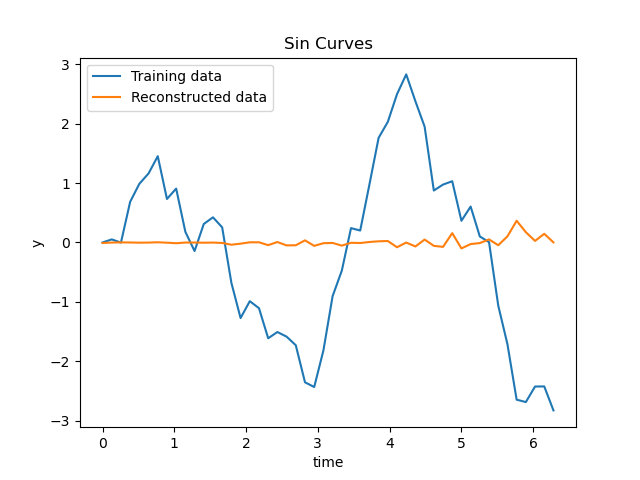 Sin Curves
Training data
Reconstructed data
3
2
1
0
−1
−2
−3
y
0 1 2 3 4 5 6
time